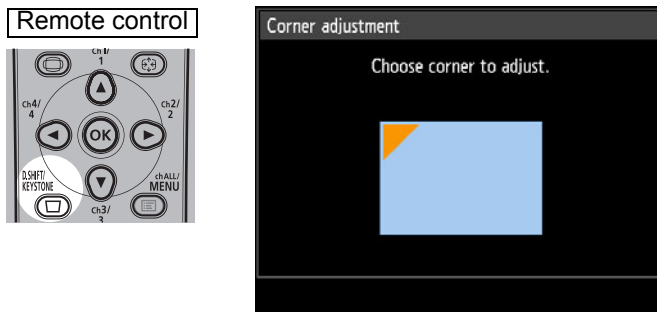 Remote control
Ch1/
1
Ch4/
4
OK
Ch2/
2
D.SHIFT/
KEYSTONE
chALL/
MENU
Ch3/
3
Corner adjustment
Choose corner to adjust.